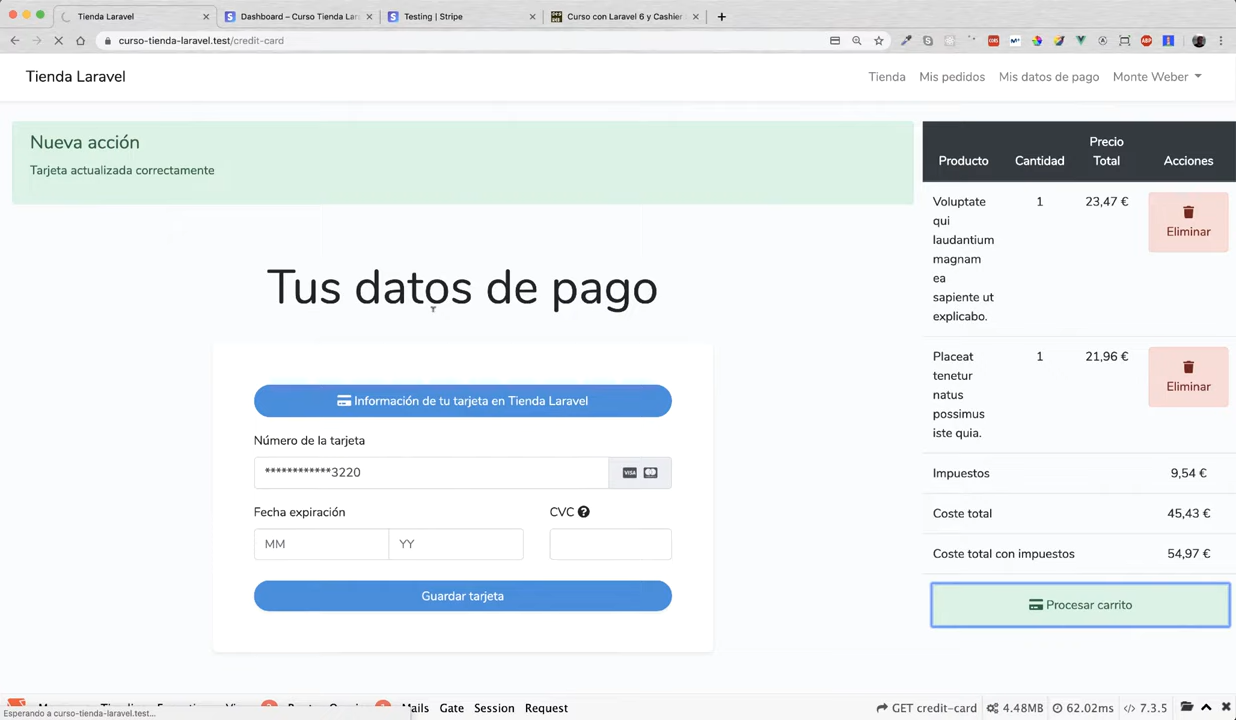 Tienda Laravel
Dashboard – Curso Tienda Lar
Testing | Stripe
Curso con Laravel 6 y Cashier
curso-tienda-laravel.test/credit-card
Tienda Laravel
Tienda
Mis pedidos
Mis datos de pago
Monte Weber
Nueva acción
Tarjeta actualizada correctamente
Tus datos de pago
Información de tu tarjeta en Tienda Laravel
Número de la tarjeta
************3220
VISA
Fecha expiración
CVC
MM
YY
Guardar tarjeta
Producto
Cantidad
Precio
Total
Acciones
Voluptate
qui
laudantium
magnam
ea
sapiente ut
explicabo.
1
23,47 €
Eliminar
Placeat
tenetur
natus
possimus
iste quia.
1
21,96 €
Eliminar
Impuestos
9,54 €
Coste total
45,43 €
Coste total con impuestos
54,97 €
Procesar carrito
Mails
Gate
Session
Request
GET credit-card
4.48MB
62.02ms
7.3.5
Esperando a curso-tienda-laravel.test...